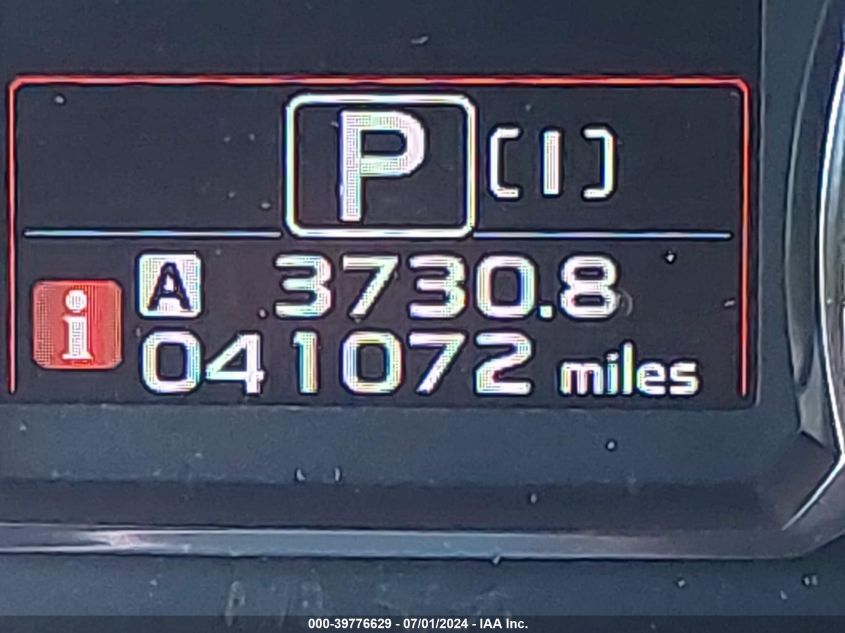 P [1]
A 3730.8
i
041072 miles
000-39776629 - 07/01/2024 - IAA Inc.